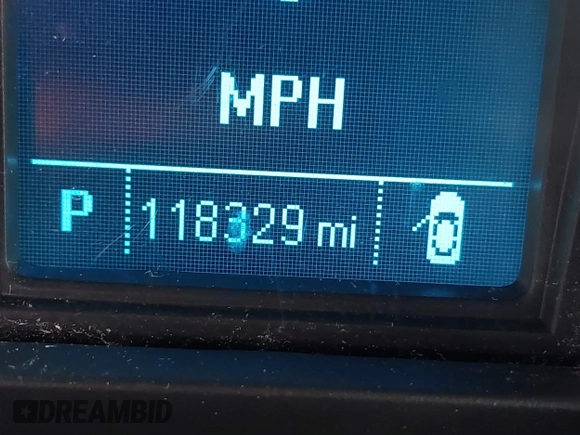 MPH
P 118329 mi
DREAMBID